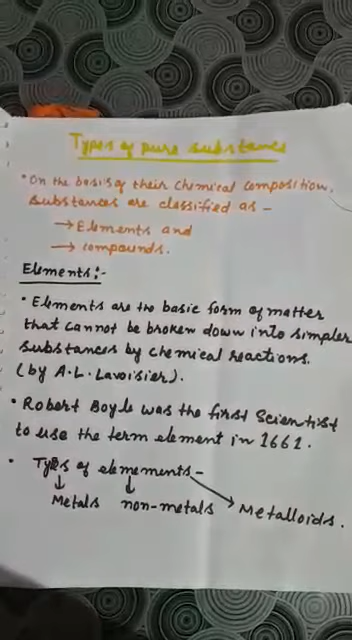 Types of pure substance
• On the basis of their chemical composition,
substances are classified as -
→ Elements and
→ compounds.
Elements:-
• Elements are the basic form of matter
that cannot be broken down into simpler
substances by chemical reactions.
(by A.L. Lavoisier).
• Robert Boyle was the first Scientist
to use the term element in 1661.
• Types of elemements -
↓ ↓ ↘
Metals non-metals Metalloids.